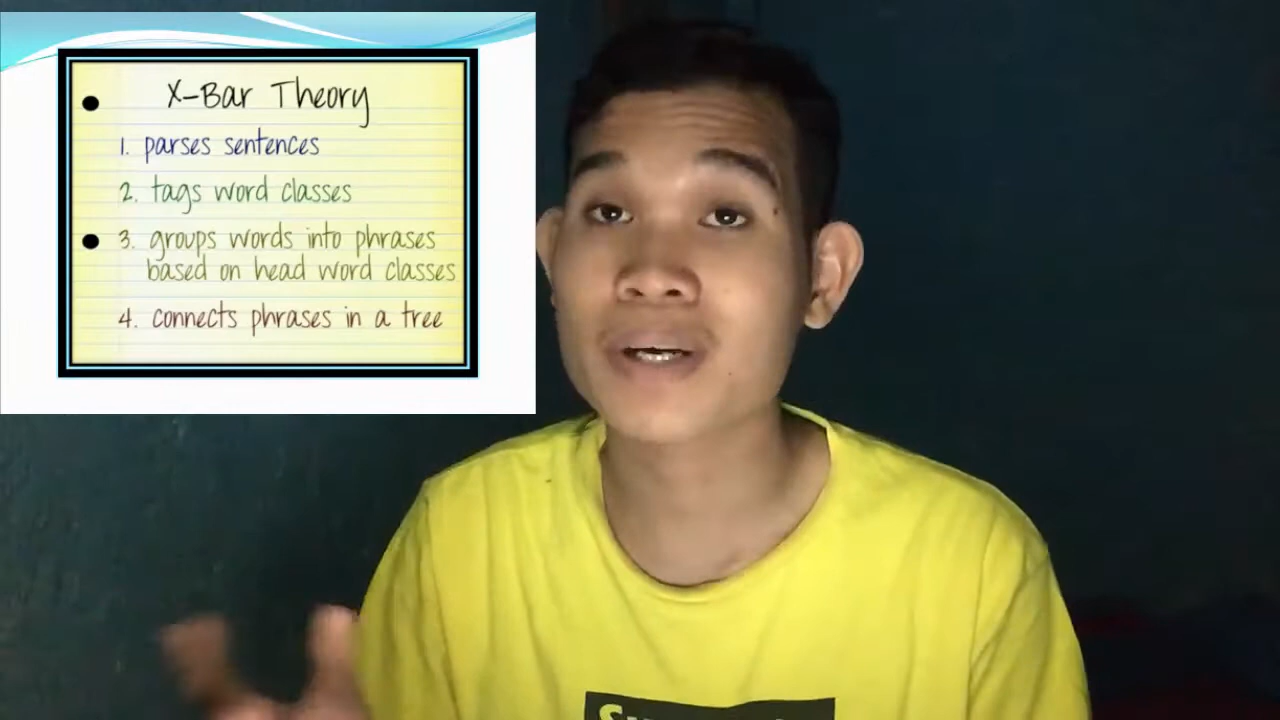 X-Bar Theory
1. parses sentences
2. tags word classes
3. groups words into phrases
based on head word classes
4. connects phrases in a tree